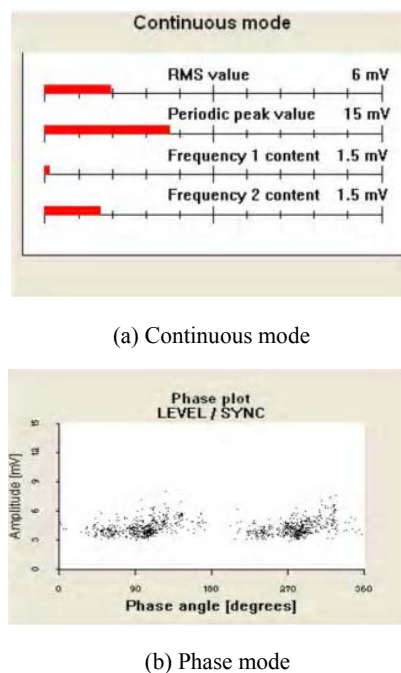 Continuous mode
RMS value 6 mV
Periodic peak value 15 mV
Frequency 1 content 1.5 mV
Frequency 2 content 1.5 mV
(a) Continuous mode
Phase plot
LEVEL / SYNC
Amplitude [mV]
15
12
9
6
3
0
0 90 180 270 360
Phase angle [degrees]
(b) Phase mode